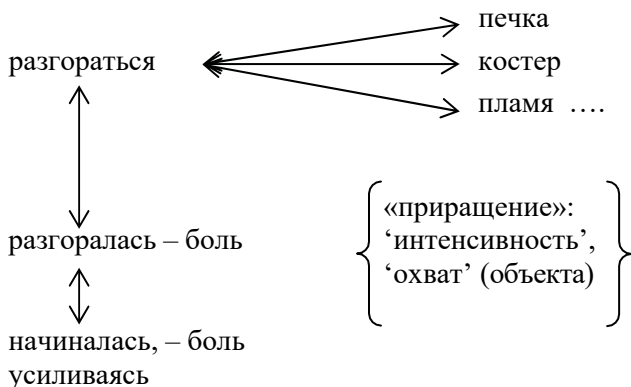 печка
разгораться костер
пламя ….
«приращение»:
‘интенсивность’,
разгоралась – боль ‘охват’ (объекта)
начиналась, – боль
усиливаясь